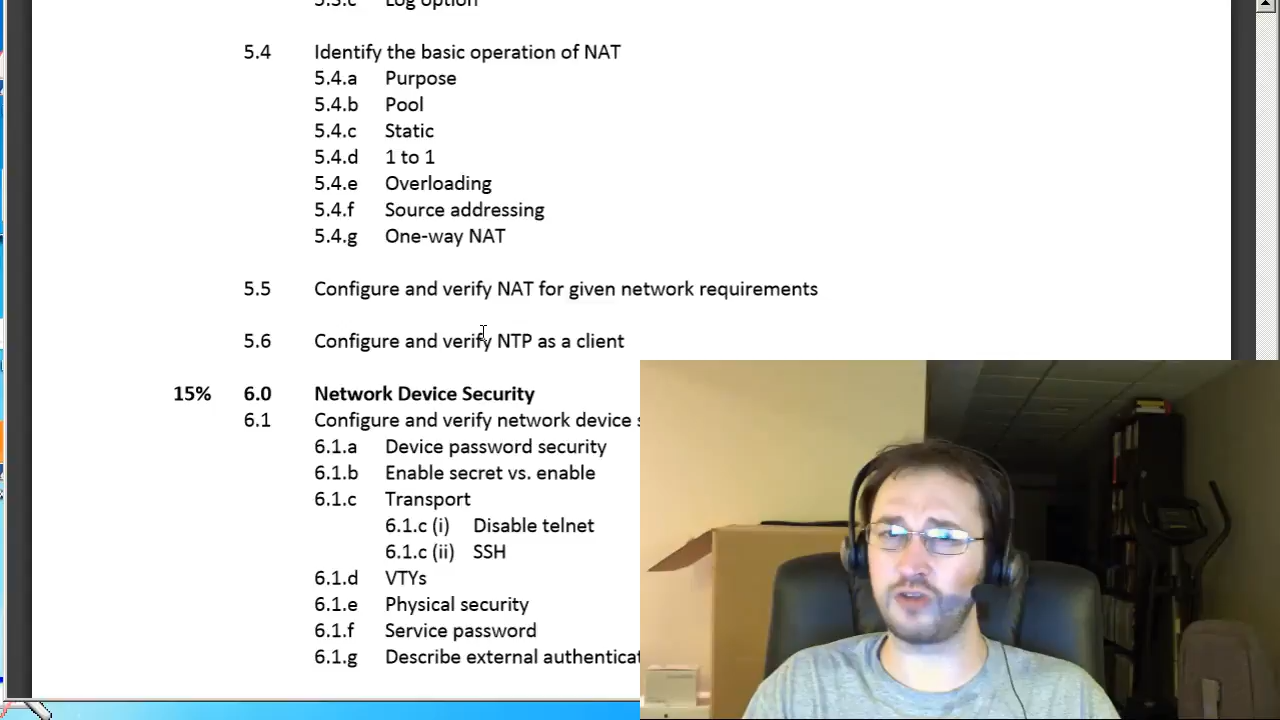 5.3.c Log option
5.4 Identify the basic operation of NAT
5.4.a Purpose
5.4.b Pool
5.4.c Static
5.4.d 1 to 1
5.4.e Overloading
5.4.f Source addressing
5.4.g One-way NAT
5.5 Configure and verify NAT for given network requirements
5.6 Configure and verify NTP as a client
15% 6.0 Network Device Security
6.1 Configure and verify network device
6.1.a Device password security
6.1.b Enable secret vs. enable
6.1.c Transport
6.1.c (i) Disable telnet
6.1.c (ii) SSH
6.1.d VTYs
6.1.e Physical security
6.1.f Service password
6.1.g Describe external